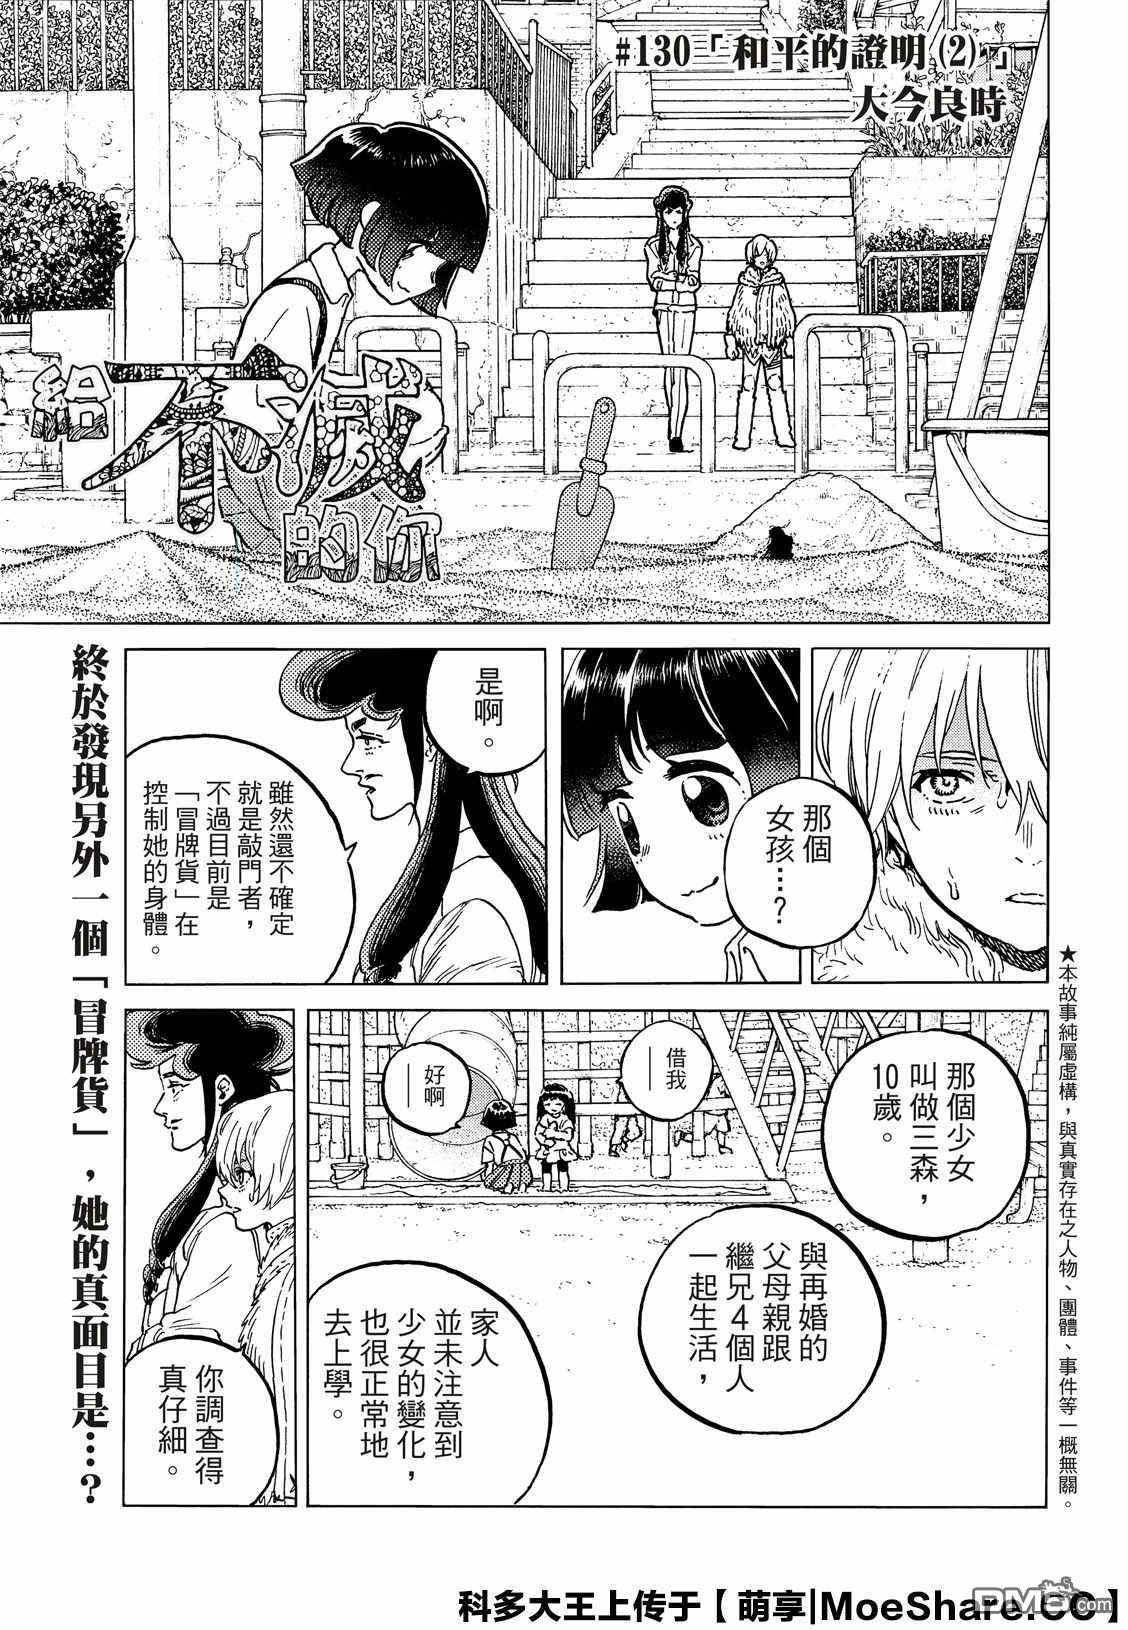 #130「和平的證明(2)」
大今良時
給不滅
的你
終於發現另外一個「冒牌貨」，她的真面目是…？
那個
女孩…？
是啊。
雖然還不確定
就是敲門者，
不過目前是
「冒牌貨」在
控制她的身體。
那個少女
叫做三森，
10歲。
借我
——
好啊
——
與再婚的
父母親跟
繼兄4個人
一起生活，
家人
並未注意到
少女的變化，
也很正常地
去上學。
你調查得
真仔細。
★本故事純屬虛構，與真實存在之人物、團體、事件等一概無關。
科多大王上传于【萌享|MoeShare.CC】